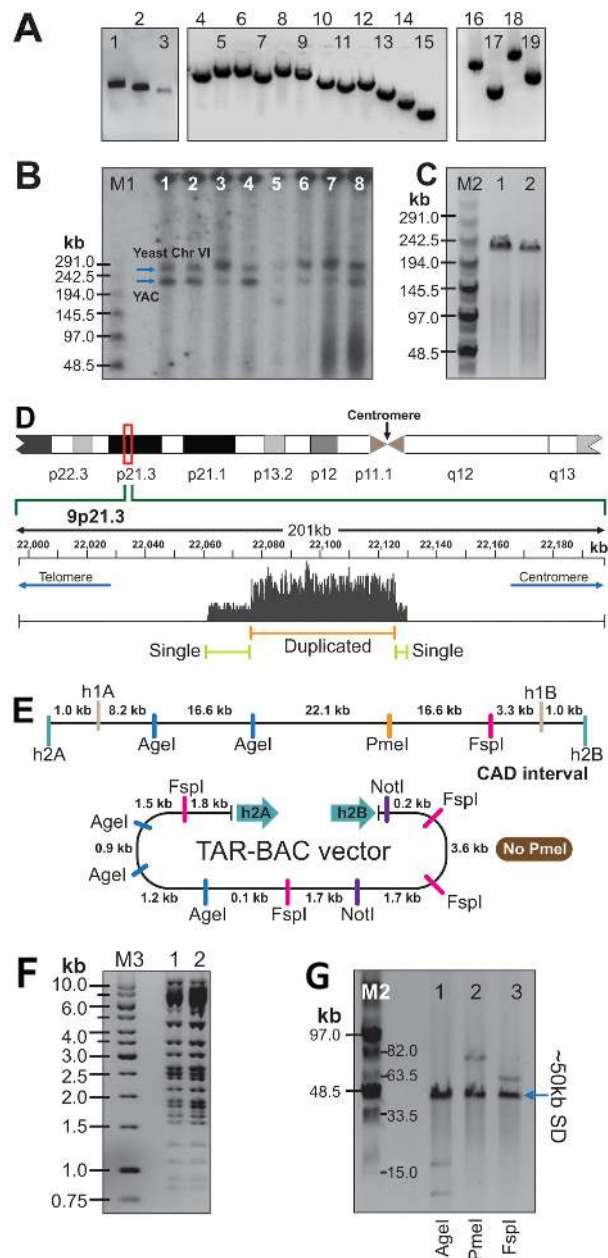 A
2
4 6 8 10 12 14
16 18
1 3
5 7 9 11 13 15
17 19
B
M1 1 2 3 4 5 6 7 8
kb
Yeast Chr VI
291.0
242.5
194.0
YAC
145.5
97.0
48.5
C
M2 1 2
kb
291.0
242.5
194.0
145.5
97.0
48.5
D
Centromere
p22.3 p21.3 p21.1 p13.2 p12 p11.1 q12 q13
9p21.3
201kb
22,000 22,040 22,060 22,080 22,100 22,120 22,140 22,160 22,180 kb
Telomere Centromere
Single Duplicated Single
E
h1A h1B
1.0 kb 8.2 kb 16.6 kb 22.1 kb 16.6 kb 3.3 kb 1.0 kb
h2A AgeI AgeI PmeI FspI h2B
CAD interval
FspI NotI
1.5 kb 1.8 kb h2A h2B 0.2 kb FspI
AgeI
0.9 kb TAR-BAC vector 3.6 kb No PmeI
AgeI
1.2 kb 0.1 kb 1.7 kb 1.7 kb
AgeI FspI NotI FspI
F
kb M3 1 2
10.0
6.0
4.0
3.0
2.5
2.0
1.5
1.0
0.75
G
M2 1 2 3
kb
97.0
82.0
63.5
48.5
33.5
15.0
~50kb SD
AgeI PmeI FspI